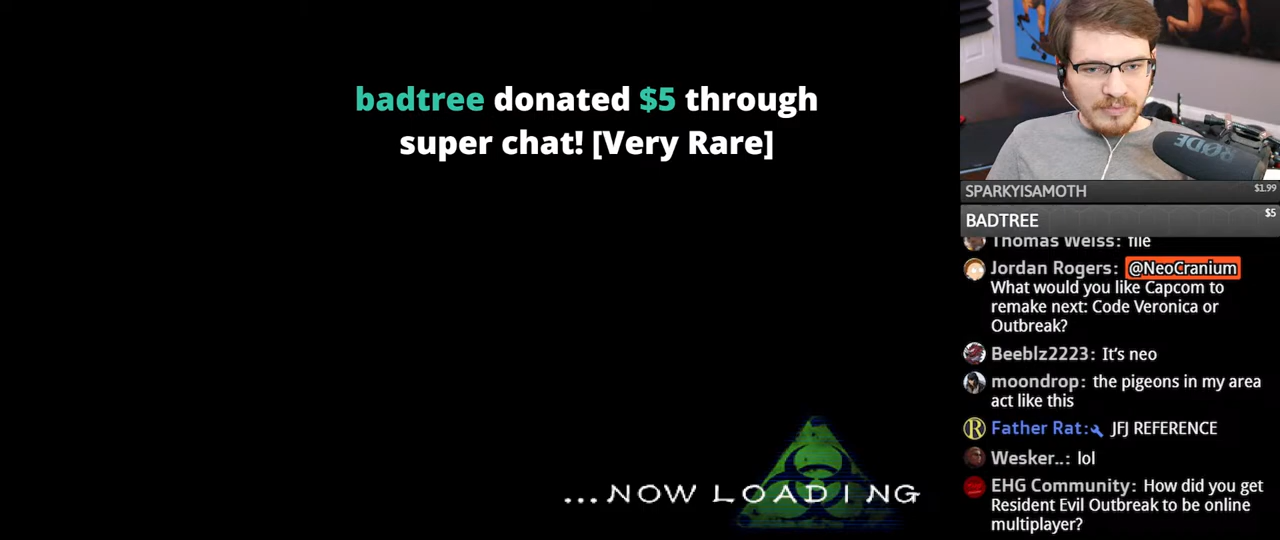 badtree donated $5 through
super chat! [Very Rare]
...NOW LOADING
RØDE
SPARKYISAMOTH $1.99
BADTREE $5
Thomas Weiss: file
Jordan Rogers: @NeoCranium
What would you like Capcom to
remake next: Code Veronica or
Outbreak?
Beeblz2223: It's neo
moondrop: the pigeons in my area
act like this
Father Rat: JFJ REFERENCE
Wesker..: lol
EHG Community: How did you get
Resident Evil Outbreak to be online
multiplayer?